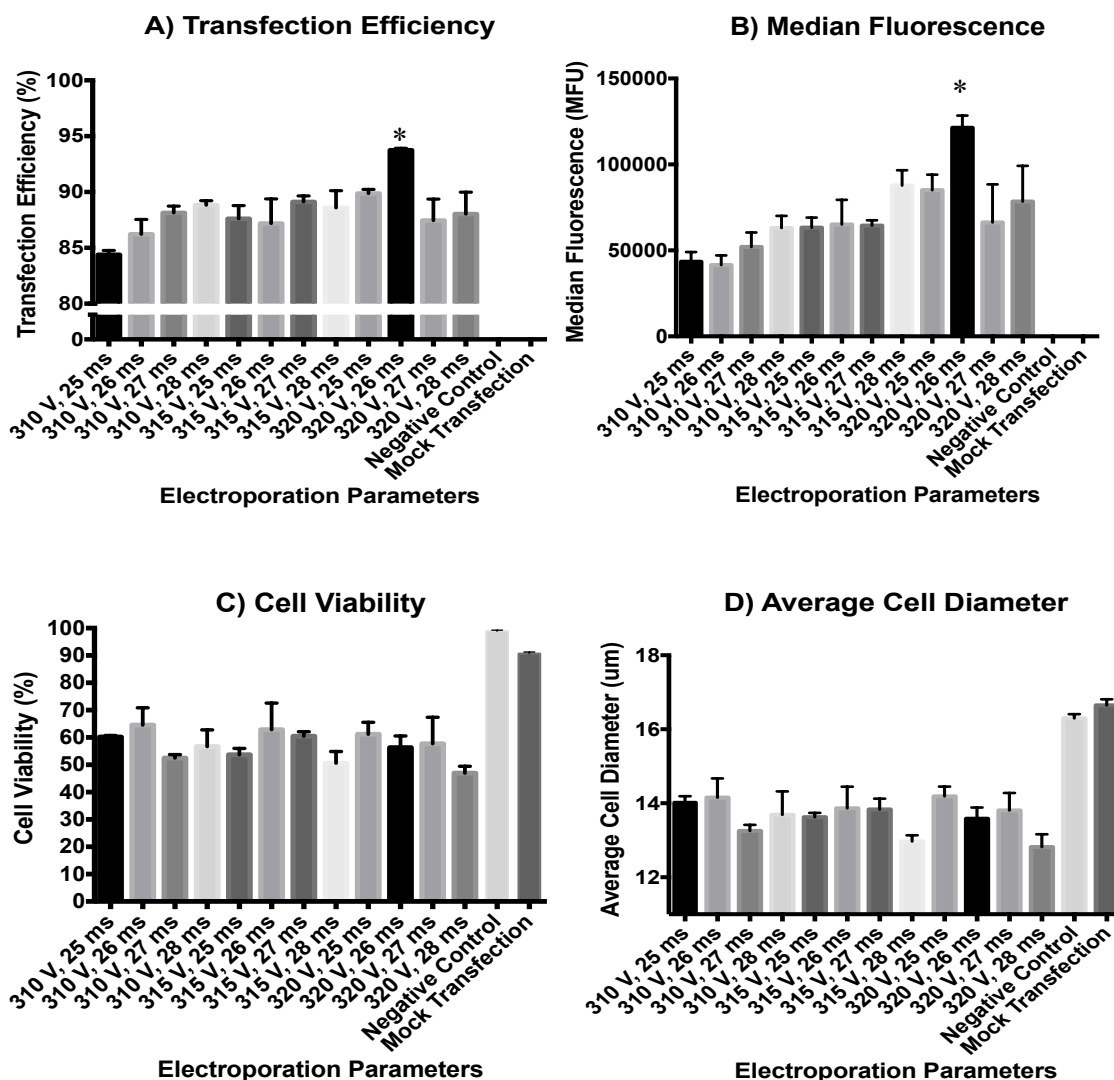 A) Transfection Efficiency
Transfection Efficiency (%)
100
95
90
85
80
0
*
310 V, 25 ms
310 V, 26 ms
310 V, 27 ms
310 V, 28 ms
315 V, 25 ms
315 V, 26 ms
315 V, 27 ms
315 V, 28 ms
320 V, 25 ms
320 V, 26 ms
320 V, 27 ms
320 V, 28 ms
Negative Control
Mock Transfection
Electroporation Parameters
B) Median Fluorescence
Median Fluorescence (MFU)
150000
100000
50000
0
*
310 V, 25 ms
310 V, 26 ms
310 V, 27 ms
310 V, 28 ms
315 V, 25 ms
315 V, 26 ms
315 V, 27 ms
315 V, 28 ms
320 V, 25 ms
320 V, 26 ms
320 V, 27 ms
320 V, 28 ms
Negative Control
Mock Transfection
Electroporation Parameters
C) Cell Viability
Cell Viability (%)
100
90
80
70
60
50
40
30
20
10
0
310 V, 25 ms
310 V, 26 ms
310 V, 27 ms
310 V, 28 ms
315 V, 25 ms
315 V, 26 ms
315 V, 27 ms
315 V, 28 ms
320 V, 25 ms
320 V, 26 ms
320 V, 27 ms
320 V, 28 ms
Negative Control
Mock Transfection
Electroporation Parameters
D) Average Cell Diameter
Average Cell Diameter (um)
18
16
14
12
310 V, 25 ms
310 V, 26 ms
310 V, 27 ms
310 V, 28 ms
315 V, 25 ms
315 V, 26 ms
315 V, 27 ms
315 V, 28 ms
320 V, 25 ms
320 V, 26 ms
320 V, 27 ms
320 V, 28 ms
Negative Control
Mock Transfection
Electroporation Parameters